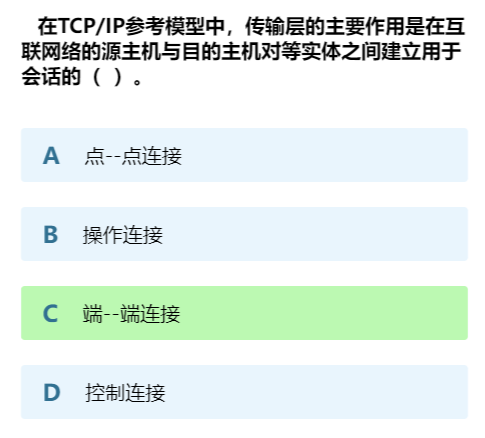 在TCP/IP参考模型中，传输层的主要作用是在互
联网络的源主机与目的主机对等实体之间建立用于
会话的（ ）。
A 点--点连接
B 操作连接
C 端--端连接
D 控制连接